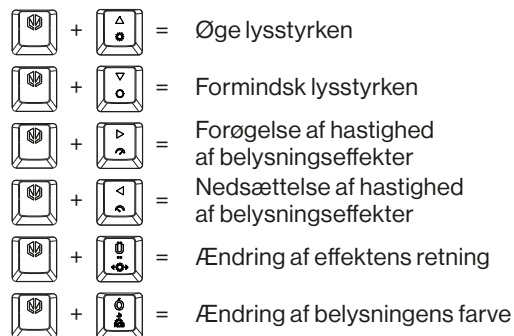 + = Øge lysstyrken
+ = Formindsk lysstyrken
+ = Forøgelse af hastighed
af belysningseffekter
+ = Nedsættelse af hastighed
af belysningseffekter
+ = Ændring af effektens retning
+ = Ændring af belysningens farve